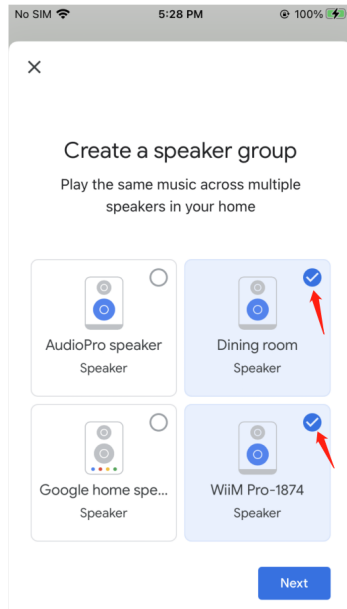 No SIM 5:28 PM 100%
Create a speaker group
Play the same music across multiple
speakers in your home
AudioPro speaker
Speaker
Dining room
Speaker
Google home spe...
Speaker
WiiM Pro-1874
Speaker
Next